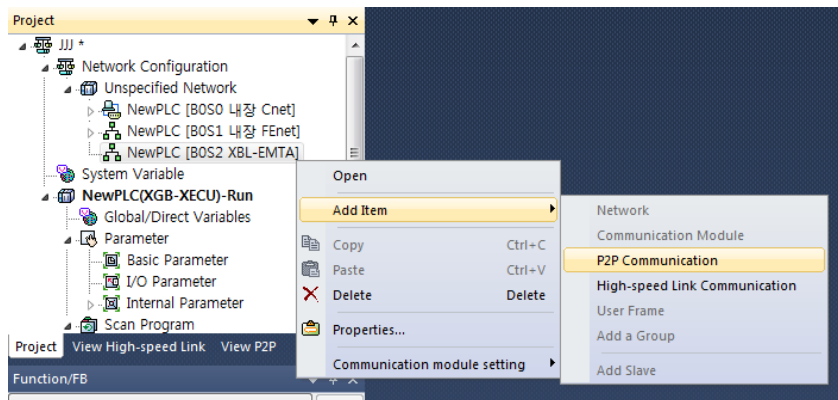 Project
JJJ *
Network Configuration
Unspecified Network
NewPLC [B0S0 내장 Cnet]
NewPLC [B0S1 내장 FEnet]
NewPLC [B0S2 XBL-EMTA]
System Variable
NewPLC(XGB-XECU)-Run
Global/Direct Variables
Parameter
Basic Parameter
I/O Parameter
Internal Parameter
Scan Program
Project View High-speed Link View P2P
Function/FB
Open
Add Item
Copy Ctrl+C
Paste Ctrl+V
Delete Delete
Properties...
Communication module setting
Network
Communication Module
P2P Communication
High-speed Link Communication
User Frame
Add a Group
Add Slave